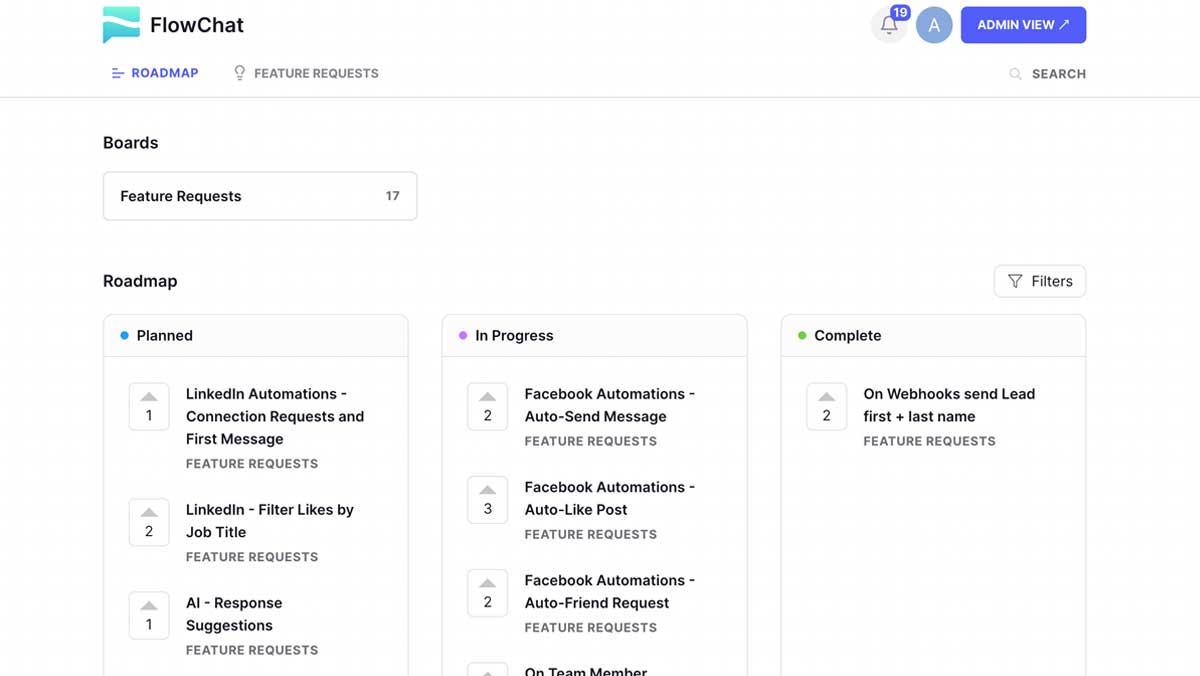 FlowChat
19
A
ADMIN VIEW ↗
ROADMAP
FEATURE REQUESTS
SEARCH
Boards
Feature Requests
17
Roadmap
Filters
Planned
1
LinkedIn Automations -
Connection Requests and
First Message
FEATURE REQUESTS
2
LinkedIn - Filter Likes by
Job Title
FEATURE REQUESTS
1
AI - Response
Suggestions
FEATURE REQUESTS
In Progress
2
Facebook Automations -
Auto-Send Message
FEATURE REQUESTS
3
Facebook Automations -
Auto-Like Post
FEATURE REQUESTS
2
Facebook Automations -
Auto-Friend Request
FEATURE REQUESTS
On Team Member
Complete
2
On Webhooks send Lead
first + last name
FEATURE REQUESTS